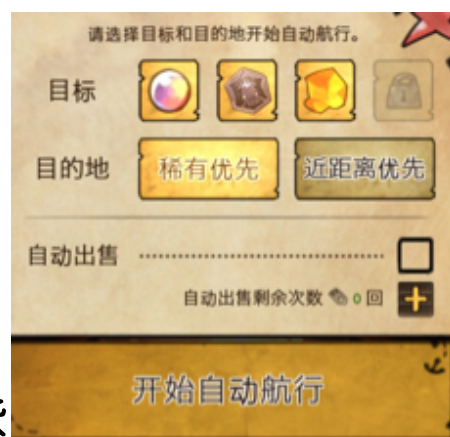 请选择目标和目的地开始自动航行。
目标
目的地 稀有优先 近距离优先
自动出售
自动出售剩余次数 0 回
开始自动航行